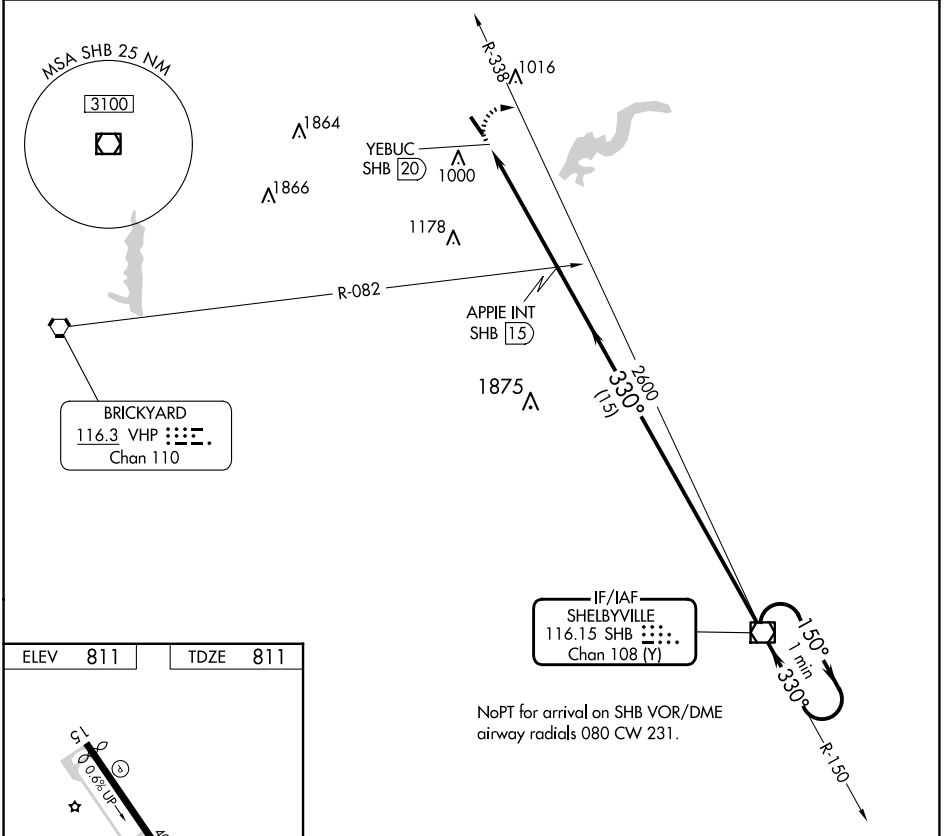 MSA SHB 25 NM
3100
R-338
1016
1864
YEBUC
SHB 20
1000
1866
1178
R-082
APPIE INT
SHB 15
2600
330°
(15)
1875
BRICKYARD
116.3 VHP
Chan 110
IF/IAF
SHELBYVILLE
116.15 SHB
Chan 108 (Y)
150°
1 min
330°
R-150
NoPT for arrival on SHB VOR/DME
airway radials 080 CW 231.
ELEV 811
TDZE 811
15
P
0.6% UP